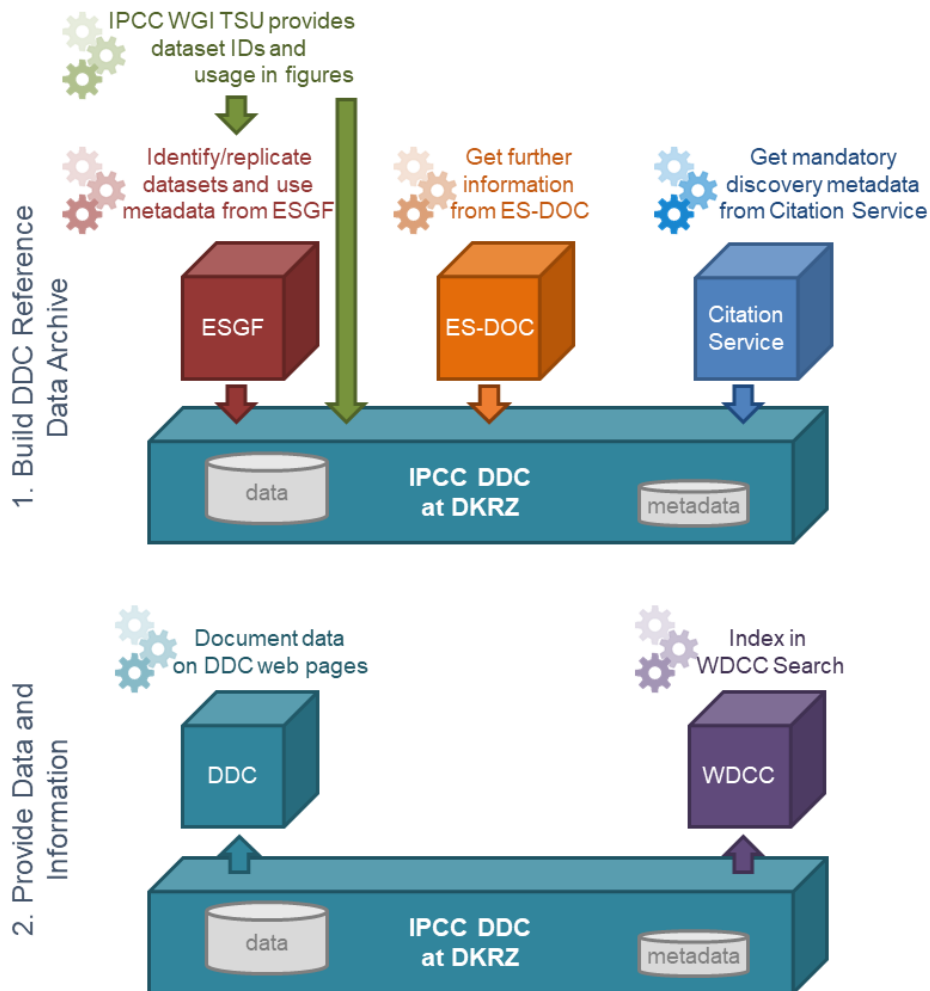 IPCC WGI TSU provides
dataset IDs and
usage in figures
1. Build DDC Reference
Data Archive
Identify/replicate
datasets and use
metadata from ESGF
Get further
information
from ES-DOC
Get mandatory
discovery metadata
from Citation Service
ESGF
ES-DOC
Citation
Service
data
IPCC DDC
at DKRZ
metadata
2. Provide Data and
Information
Document data
on DDC web pages
Index in
WDCC Search
DDC
WDCC
data
IPCC DDC
at DKRZ
metadata